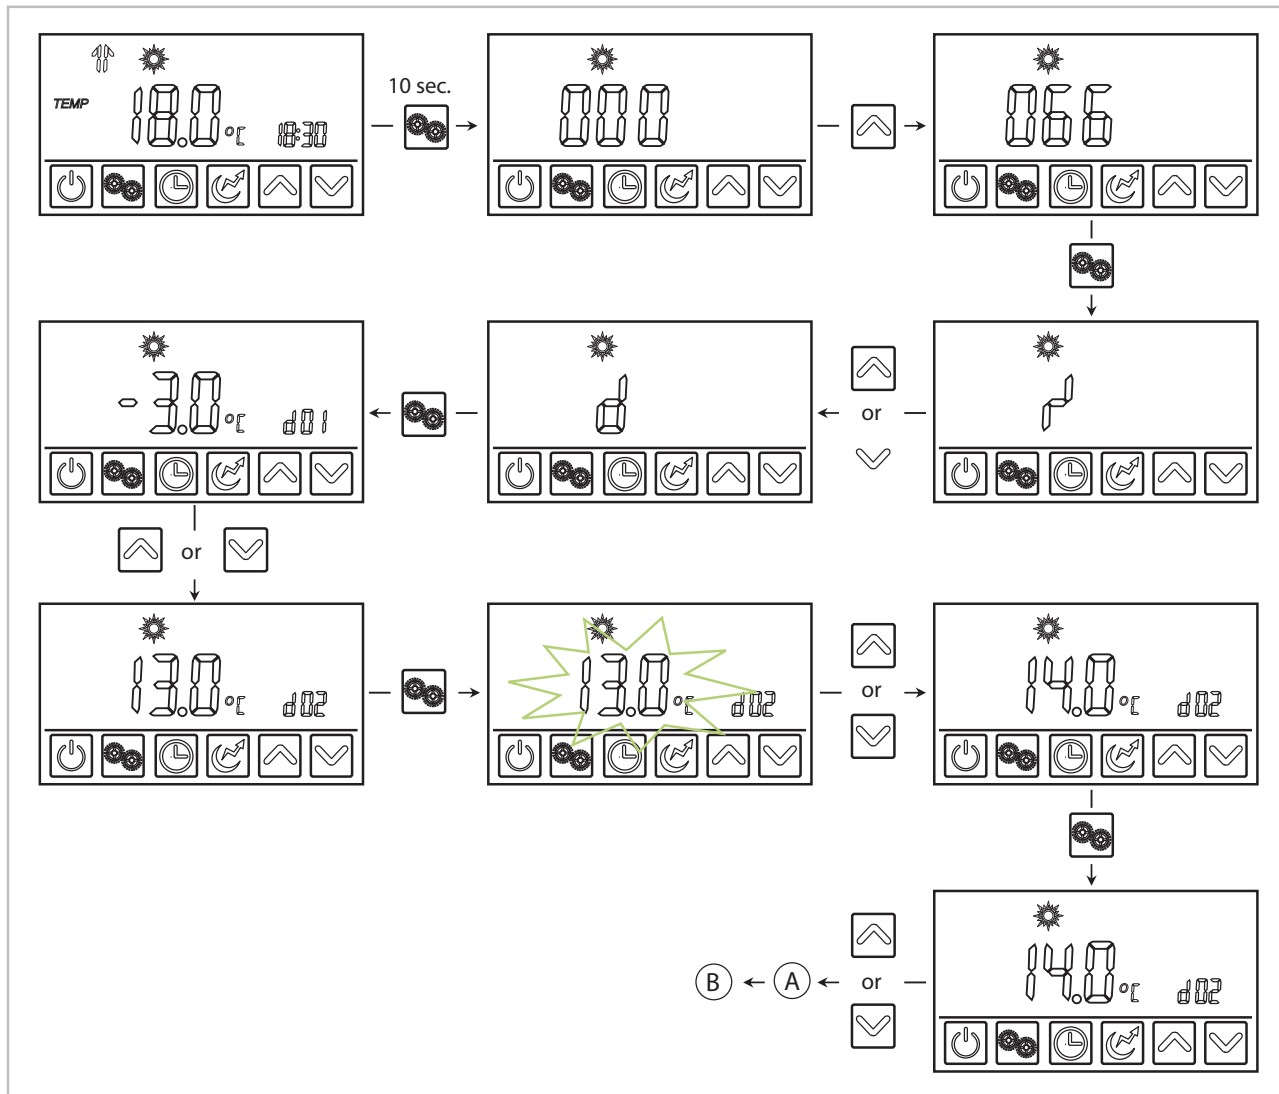 10 sec.
TEMP 18.0 °C 18:30
000
066
-3.0 °C d01
d
or
r
or
13.0 °C d02
13.0 °C d02
or
14.0 °C d02
B A or
14.0 °C d02